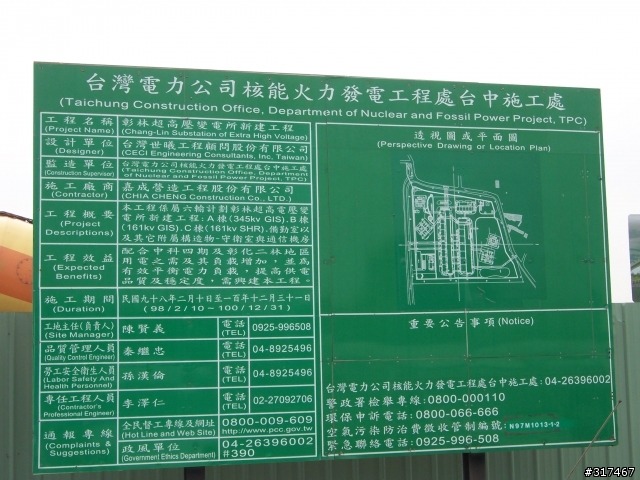 台灣電力公司核能火力發電工程處台中施工處
(Taichung Construction Office, Department of Nuclear and Fossil Power Project, TPC)
工程名稱
(Project Name)
彰林超高壓變電所新建工程
(Chang-Lin Substation of Extra High Voltage)
設計單位
(Designer)
台灣世曦工程顧問股份有限公司
(CECI Engineering Consultants, Inc, Taiwan)
監造單位
(Construction Supervisor)
台灣電力公司核能火力發電工程處台中施工處
(Taichung Construction Office, Department
of Nuclear and Fossil Power Project, TPC)
施工廠商
(Contractor)
嘉成營造工程股份有限公司
(CHIA CHENG Construction Co., LTD.)
工程概要
(Project
Descriptions)
本工程係屬六輪計劃彰林超高電壓變
電所新建工程:A棟(345kv GIS).B棟
(161kv GIS).C棟(161kv SHR).備勤室以
及其它附屬構造物-守衛室與通信機房
工程效益
(Expected
Benefits)
配合中科四期及彰化二林地區
用電之需及其負載增加，並為
有效平衡電力負載，提高供電
品質及穩定度，需興建本工程。
施工期間
(Duration)
民國九十八年二月十日至一百年十二月三十一日
(98/2/10~100/12/31)
工地主任(負責人)
(Site Manager)
陳賢義
電話
(TEL)
0925-996508
品質管理人員
(Quality Control Engineer)
秦繼忠
電話
(TEL)
04-8925496
勞工安全衛生人員
(Labor Safety And
Health Personnel)
孫漢倫
電話
(TEL)
04-8925496
專任工程人員
(Contractor's
Professional Engineer)
李澤仁
電話
(TEL)
02-27092706
通報專線
(Complaints &
Suggestions)
全民督工專線及網址
(Hot Line and Web Site)
0800-009-609
http://www.pcc.gov.tw
政風單位
(Government Ethics Department)
04-26396002
#390
透視圖或平面圖
(Perspective Drawing or Location Plan)
重要公告事項(Notice)
台灣電力公司核能火力發電工程處台中施工處:04-26396002
警政署檢舉專線:0800-000110
環保申訴電話:0800-066-666
空氣污染防治費徵收管制編號:N97M1013-1-2
緊急聯絡電話:0925-996-508
#317467